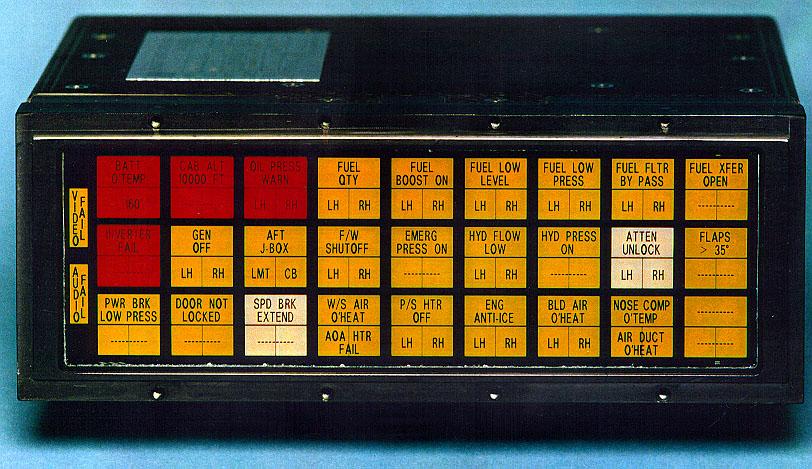 BATT
O'TEMP
160
CAB ALT
10000 FT
OIL PRESS
WARN
LH RH
FUEL
QTY
LH RH
FUEL
BOOST ON
LH RH
FUEL LOW
LEVEL
LH RH
FUEL LOW
PRESS
LH RH
FUEL FLTR
BY PASS
LH RH
FUEL XFER
OPEN
---------
VIDEO
FAIL
INVERTER
FAIL
GEN
OFF
LH RH
AFT
J-BOX
LMT CB
F/W
SHUTOFF
LH RH
EMERG
PRESS ON
---------
HYD FLOW
LOW
LH RH
HYD PRESS
ON
---------
ATTEN
UNLOCK
LH RH
FLAPS
> 35°
---------
AUDIO
FAIL
PWR BRK
LOW PRESS
---------
DOOR NOT
LOCKED
---------
SPD BRK
EXTEND
---------
W/S AIR
O'HEAT
AOA HTR
FAIL
P/S HTR
OFF
LH RH
ENG
ANTI-ICE
LH RH
BLD AIR
O'HEAT
LH RH
NOSE COMP
O'TEMP
AIR DUCT
O'HEAT
---------
---------